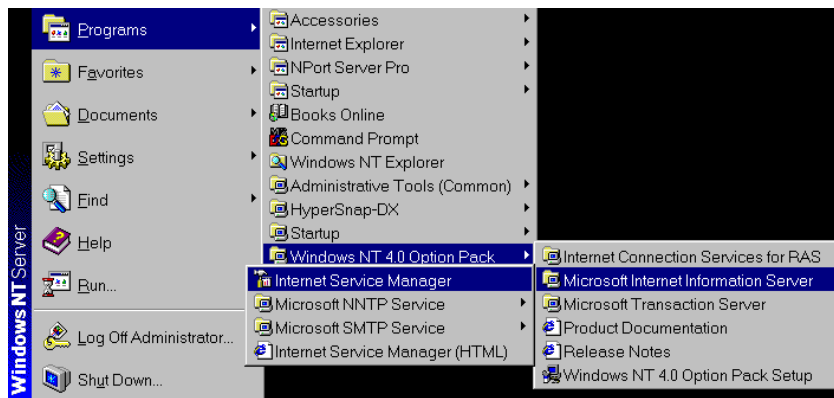 Programs
Favorites
Documents
Settings
Find
Help
Run...
Log Off Administrator...
Shut Down...
Windows NT Server
Accessories
Internet Explorer
NPort Server Pro
Startup
Books Online
Command Prompt
Windows NT Explorer
Administrative Tools (Common)
HyperSnap-DX
Startup
Windows NT 4.0 Option Pack
Internet Connection Services for RAS
Microsoft Internet Information Server
Microsoft Transaction Server
Product Documentation
Release Notes
Windows NT 4.0 Option Pack Setup
Internet Service Manager
Microsoft NNTP Service
Microsoft SMTP Service
Internet Service Manager (HTML)